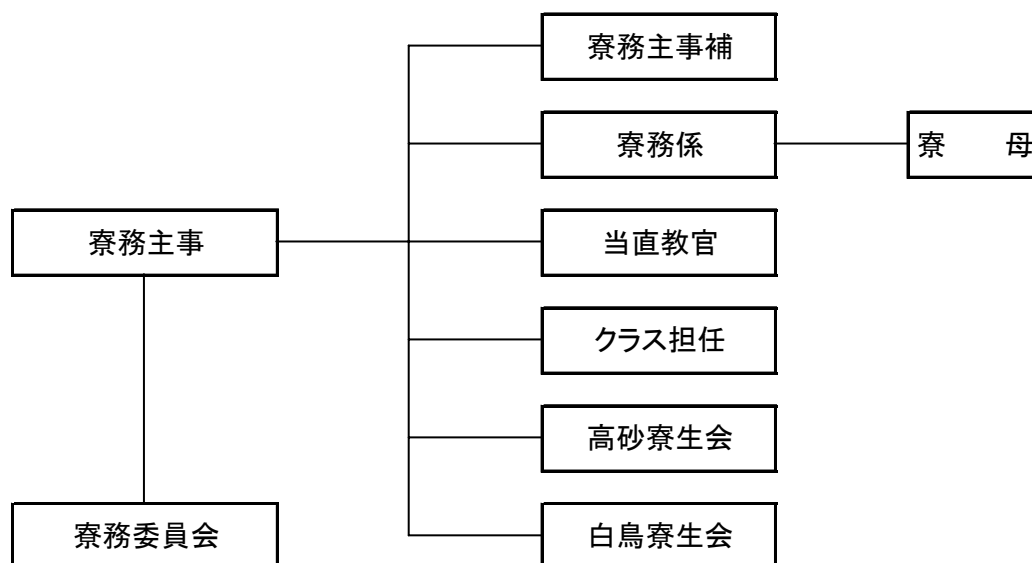 寮務主事補
寮務係
寮　　母
寮務主事
当直教官
クラス担任
高砂寮生会
寮務委員会
白鳥寮生会